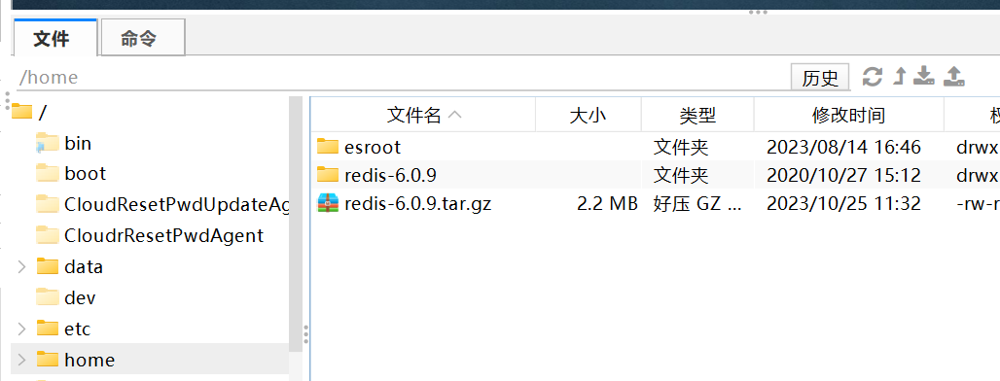 文件 命令
/home 历史
/
bin
boot
CloudResetPwdUpdateAg
CloudrResetPwdAgent
data
dev
etc
home
文件名 大小 类型 修改时间
esroot 文件夹 2023/08/14 16:46 drwx
redis-6.0.9 文件夹 2020/10/27 15:12 drwx
redis-6.0.9.tar.gz 2.2 MB 好压 GZ ... 2023/10/25 11:32 -rw-r